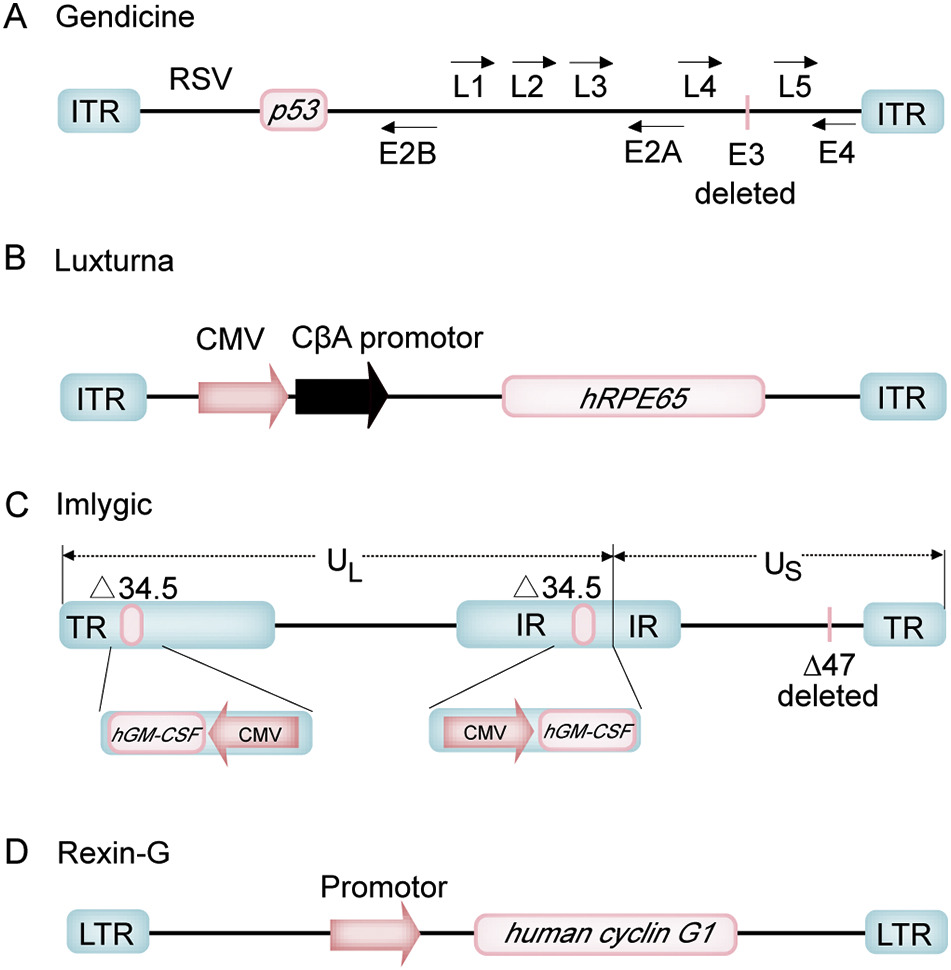 A Gendicine
RSV
L1 L2 L3 L4 L5
ITR p53 ITR
E2B E2A E3 E4
deleted
B Luxturna
CMV CβA promotor
ITR hRPE65 ITR
C Imlygic
UL US
△34.5 △34.5
TR IR IR TR
Δ47
deleted
hGM-CSF CMV CMV hGM-CSF
D Rexin-G
Promotor
LTR human cyclin G1 LTR